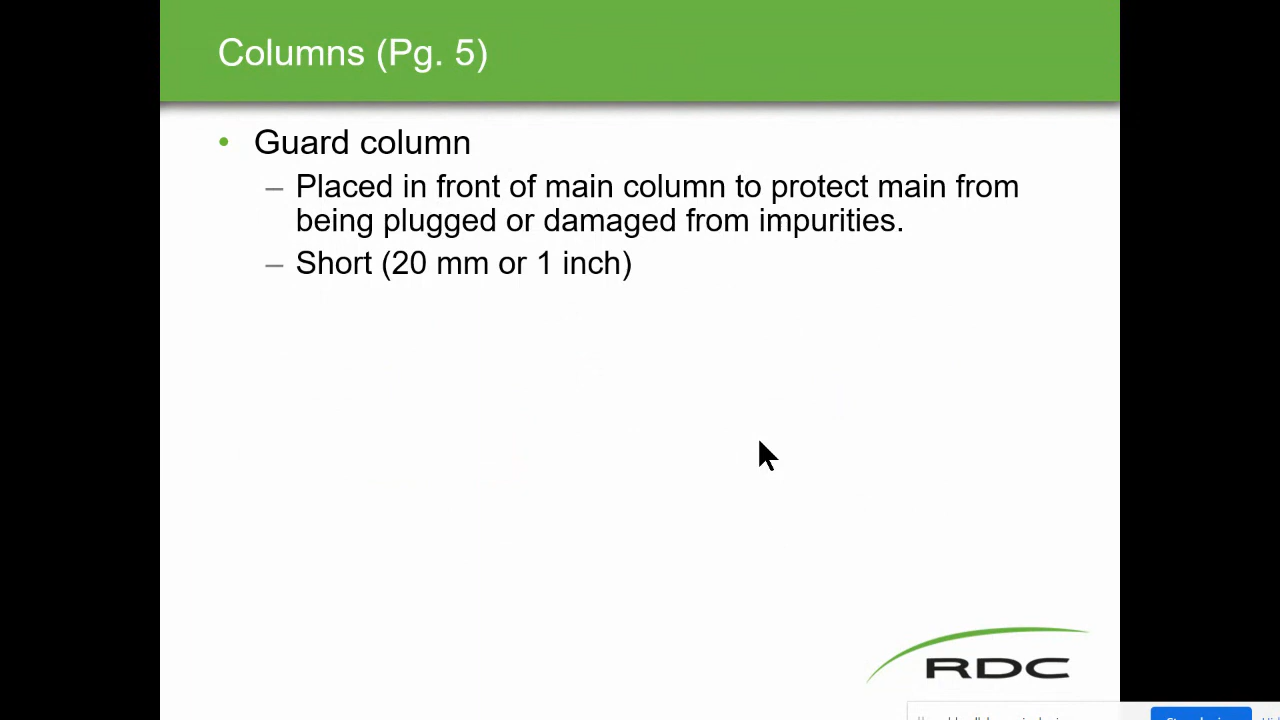 Columns (Pg. 5)
• Guard column
– Placed in front of main column to protect main from
being plugged or damaged from impurities.
– Short (20 mm or 1 inch)
RDC